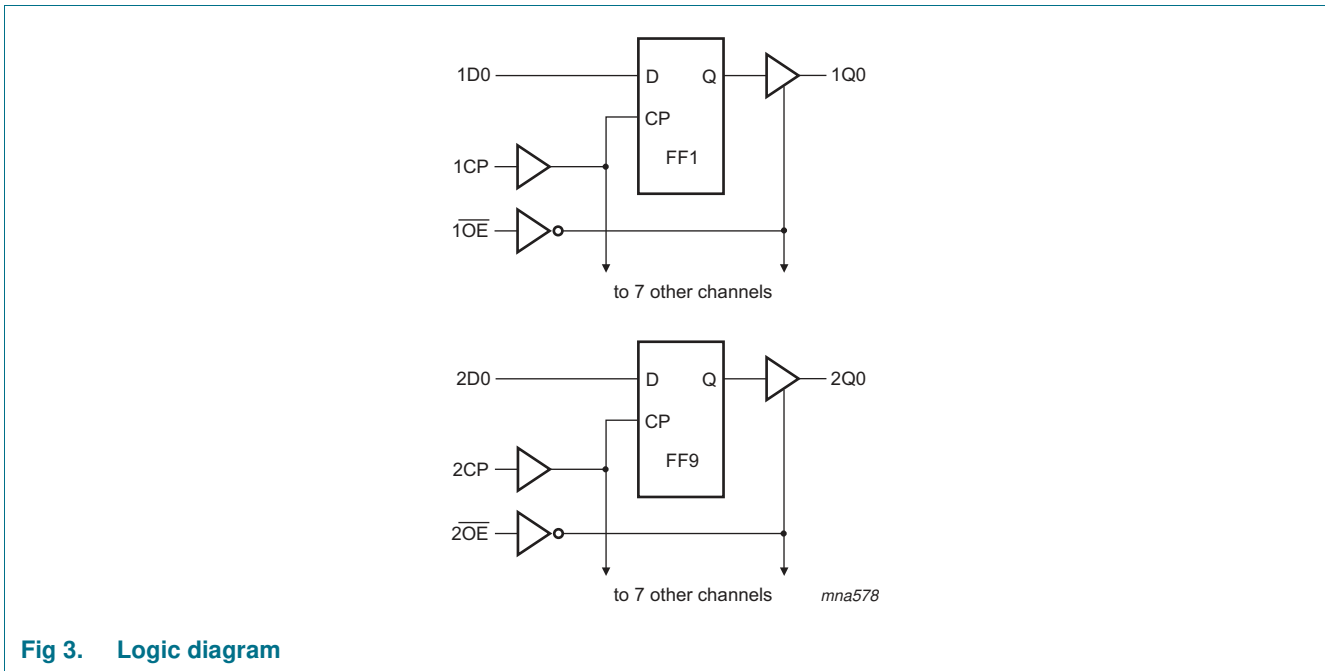 1D0
D
Q
1Q0
CP
1CP
FF1
1OE
to 7 other channels
2D0
D
Q
2Q0
CP
2CP
FF9
2OE
to 7 other channels
mna578
Fig 3. Logic diagram